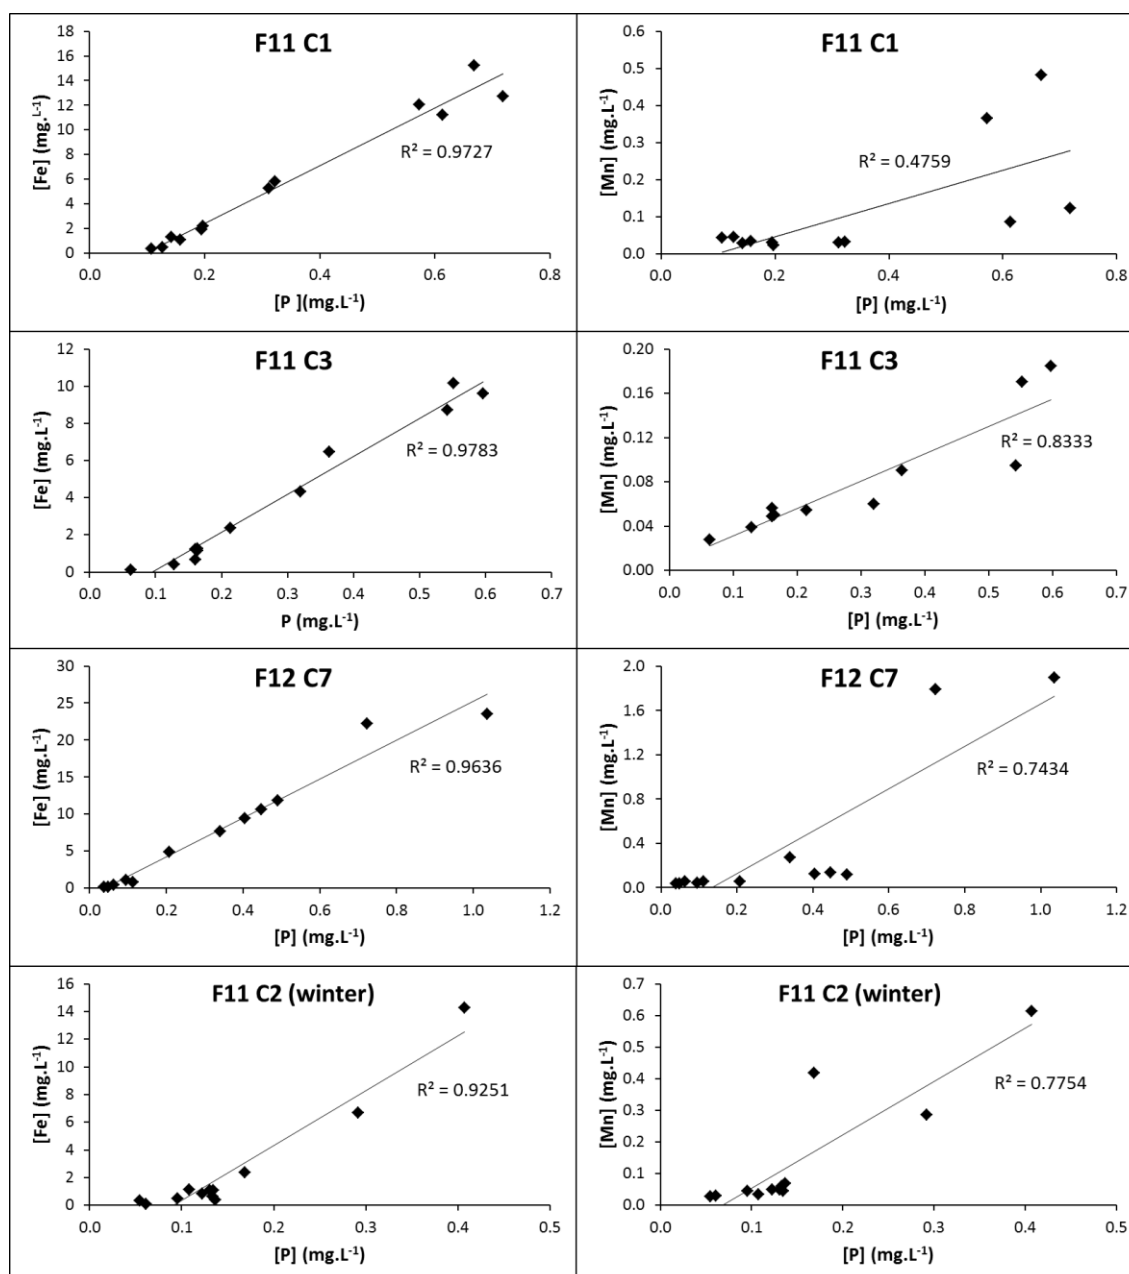 F11 C1
[Fe] (mg.L-1)
18
16
14
12
10
8
6
4
2
0
R² = 0.9727
0.0 0.2 0.4 0.6 0.8
[P ](mg.L-1)
F11 C1
[Mn] (mg.L-1)
0.6
0.5
0.4
0.3
0.2
0.1
0.0
R² = 0.4759
0.0 0.2 0.4 0.6 0.8
[P] (mg.L-1)
F11 C3
[Fe] (mg.L-1)
12
10
8
6
4
2
0
R² = 0.9783
0.0 0.1 0.2 0.3 0.4 0.5 0.6 0.7
P (mg.L-1)
F11 C3
[Mn] (mg.L-1)
0.20
0.16
0.12
0.08
0.04
0.00
R² = 0.8333
0.0 0.1 0.2 0.3 0.4 0.5 0.6 0.7
[P] (mg.L-1)
F12 C7
[Fe] (mg.L-1)
30
25
20
15
10
5
0
R² = 0.9636
0.0 0.2 0.4 0.6 0.8 1.0 1.2
[P] (mg.L-1)
F12 C7
[Mn] (mg.L-1)
2.0
1.6
1.2
0.8
0.4
0.0
R² = 0.7434
0.0 0.2 0.4 0.6 0.8 1.0 1.2
[P] (mg.L-1)
F11 C2 (winter)
[Fe] (mg.L-1)
16
14
12
10
8
6
4
2
0
R² = 0.9251
0.0 0.1 0.2 0.3 0.4 0.5
[P] (mg.L-1)
F11 C2 (winter)
[Mn] (mg.L-1)
0.7
0.6
0.5
0.4
0.3
0.2
0.1
0.0
R² = 0.7754
0.0 0.1 0.2 0.3 0.4 0.5
[P] (mg.L-1)